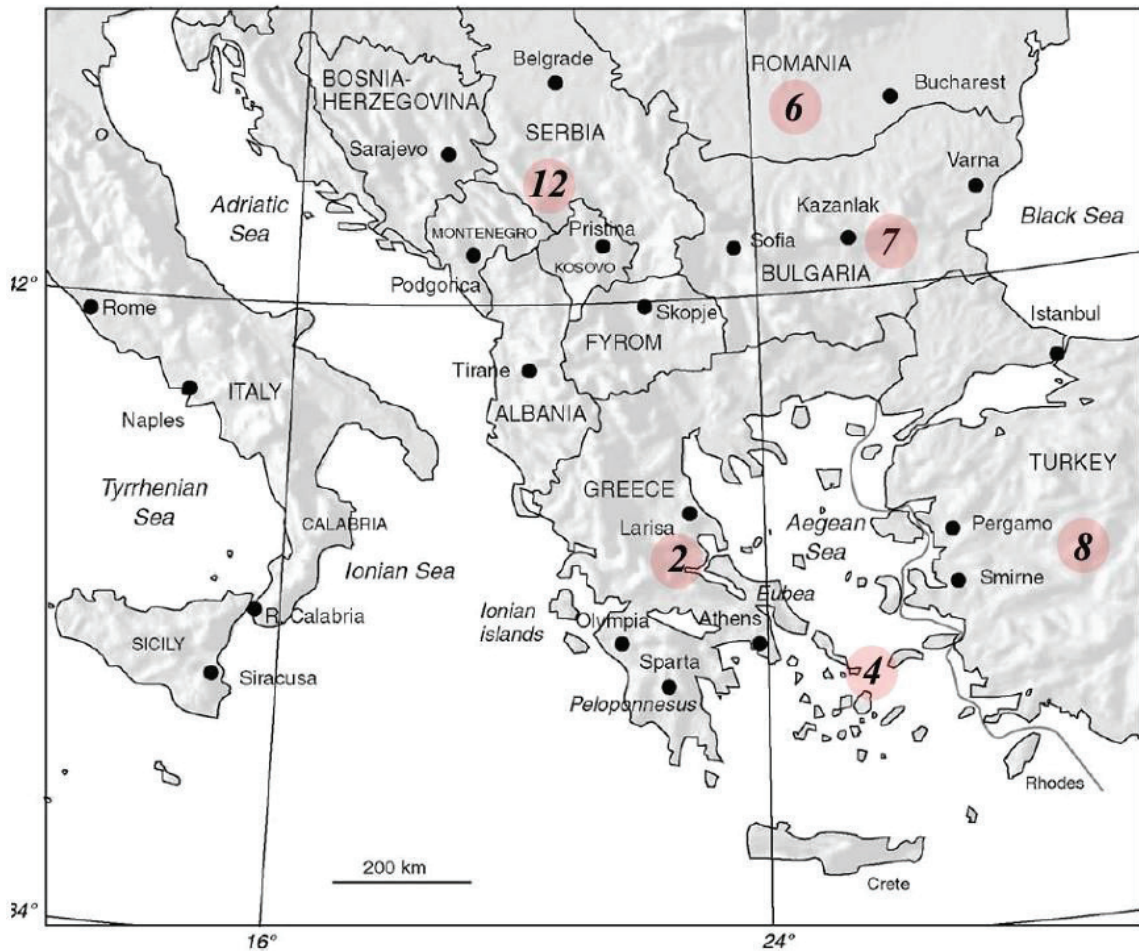 Belgrade
ROMANIA
BOSNIA-
HERZEGOVINA
Bucharest
6
SERBIA
Sarajevo
Varna
12
Adriatic
Sea
Kazanlak
Black Sea
MONTENEGRO
Pristina
Sofia
7
KOSOVO
BULGARIA
Podgorica
12°
Rome
Skopje
Istanbul
FYROM
Tirane
ITALY
ALBANIA
Naples
TURKEY
Tyrrhenian
Sea
GREECE
CALABRIA
Larisa
Aegean
Sea
Pergamo
8
2
Ionian Sea
Smirne
Eubea
Ionian
islands
R. Calabria
Olympia
Athens
SICILY
Sparta
4
Siracusa
Peloponnesus
Rhodes
200 km
Crete
34°
16°
24°